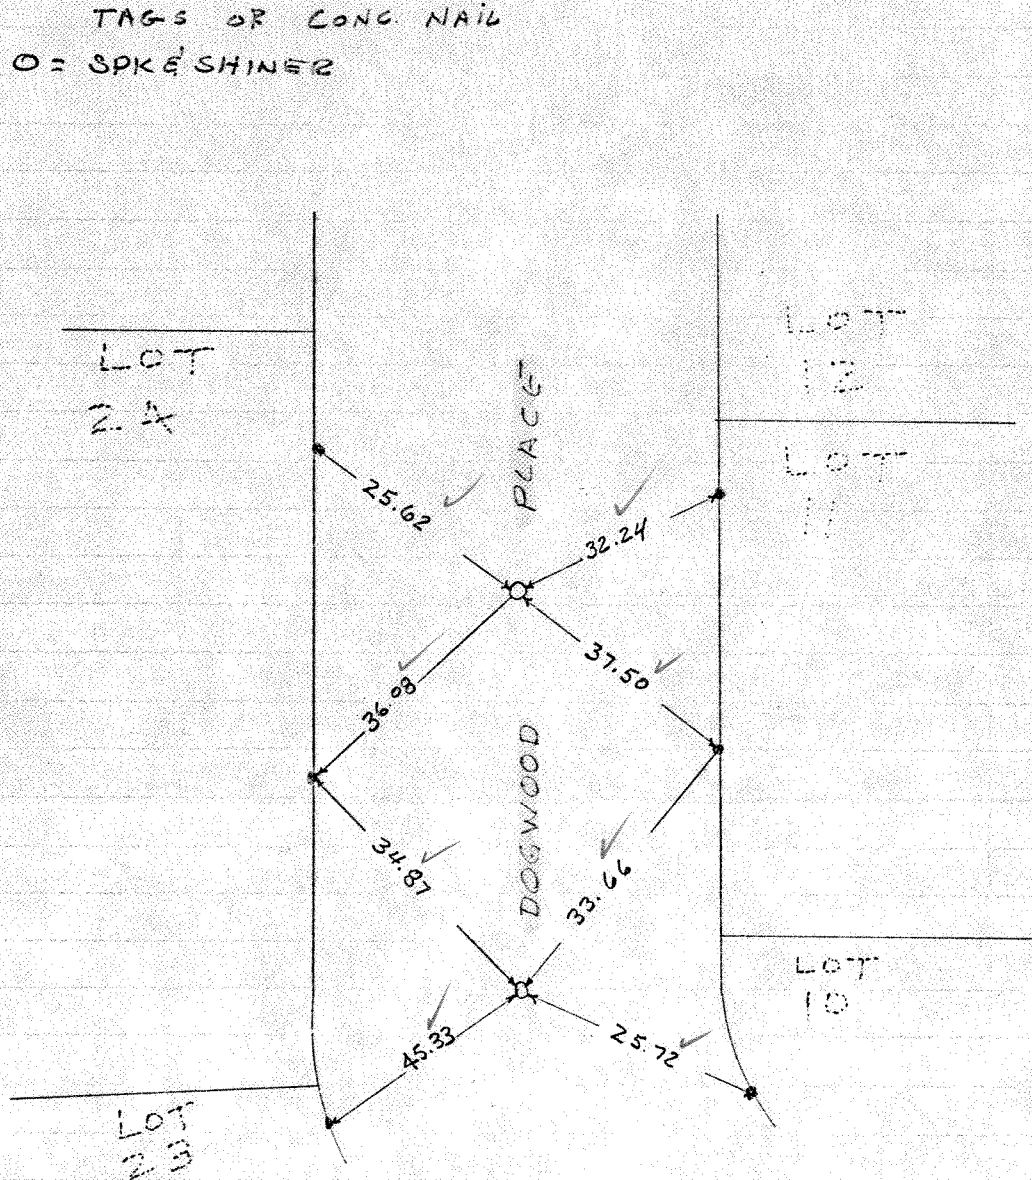 TAGS OR CONC. NAIL
O = SPK & SHINER
LOT
12
LOT
24
PLACE
LOT
11
25.62
32.24
37.50
36.08
DOGWOOD
34.87
33.66
LOT
10
45.33
25.72
LOT
23